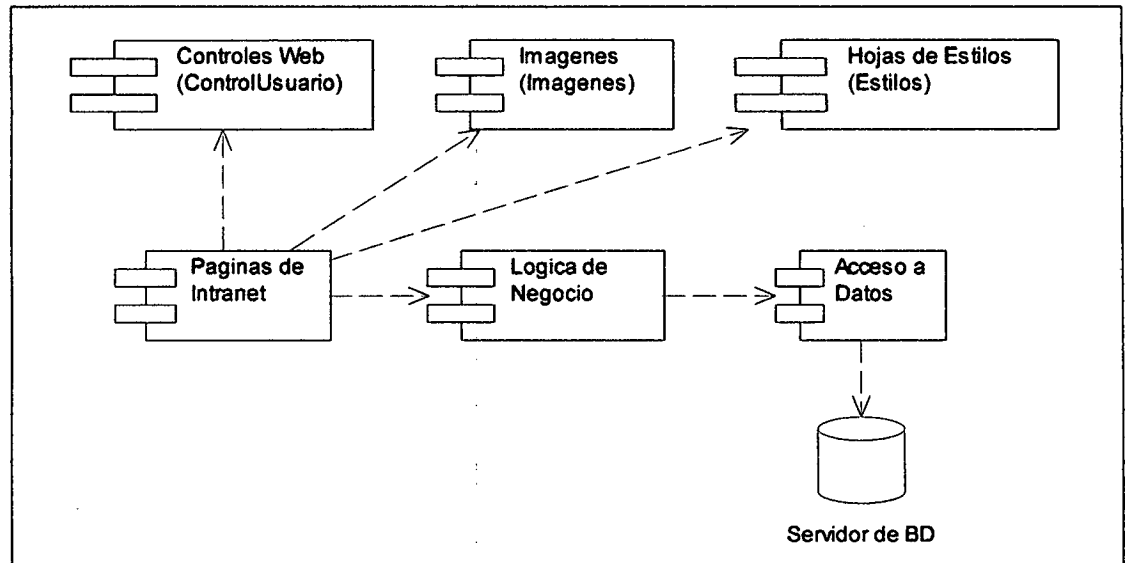 Controles Web
(ControlUsuario)
Imagenes
(Imagenes)
Hojas de Estilos
(Estilos)
Paginas de
Intranet
Logica de
Negocio
Acceso a
Datos
Servidor de BD